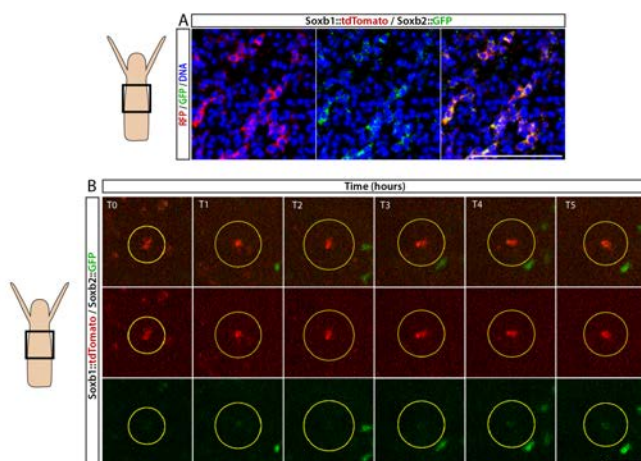 A
Soxb1::tdTomato / Soxb2::GFP
RFP / GFP / DNA
B
Time (hours)
T0 T1 T2 T3 T4 T5
Soxb1::tdTomato / Soxb2::GFP